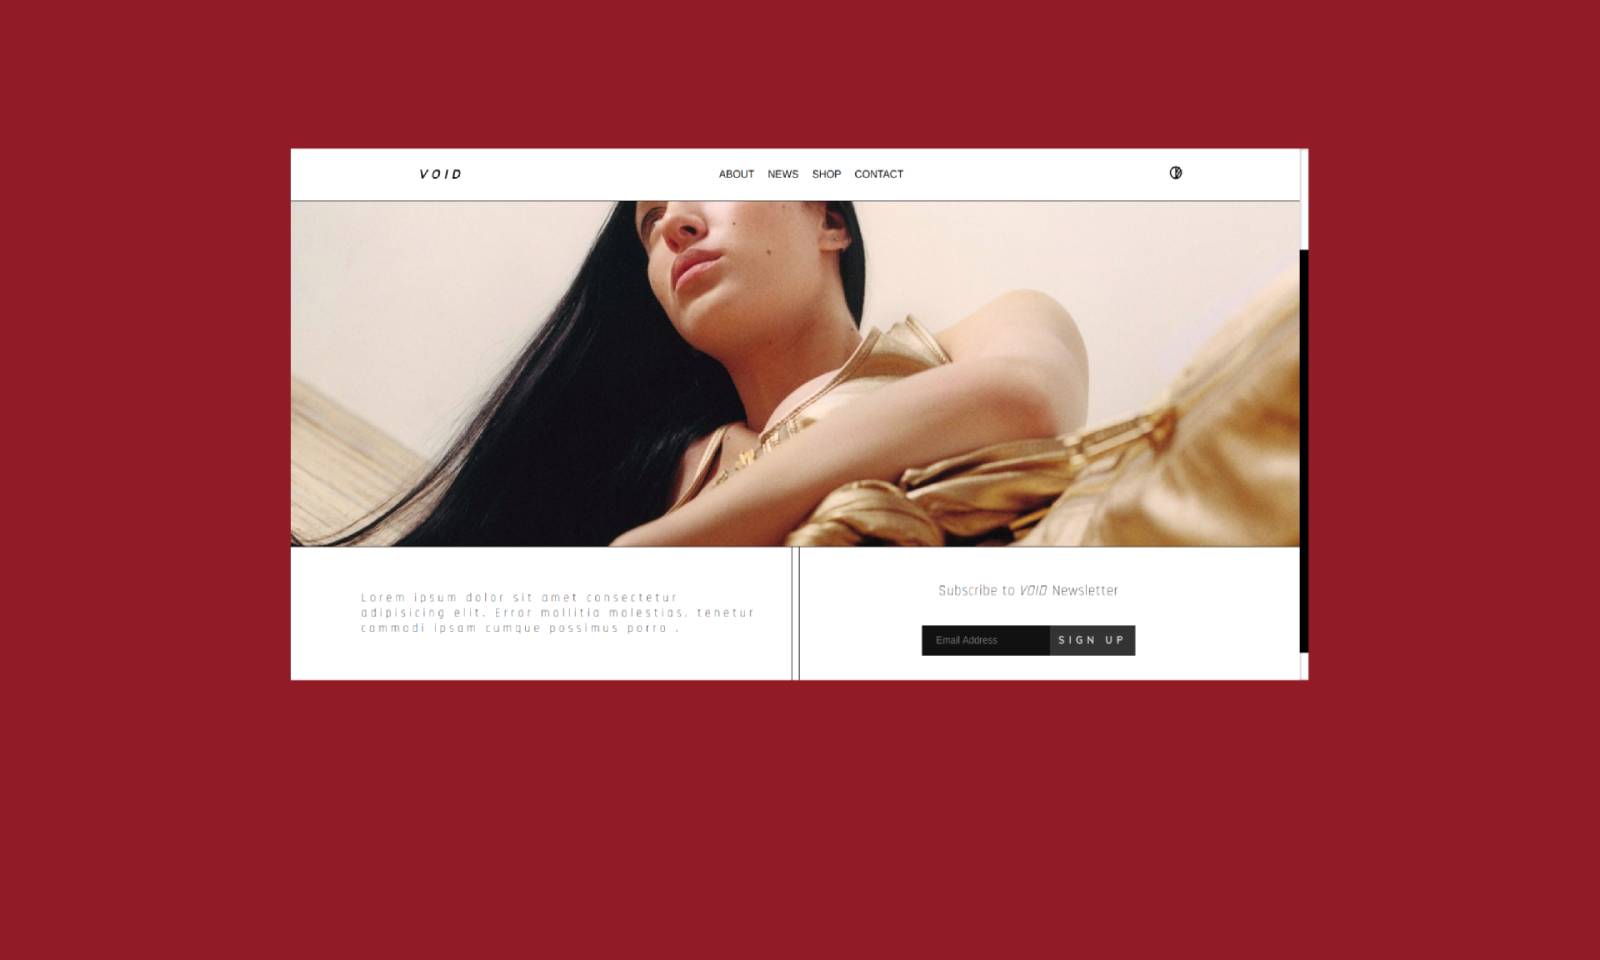 VOID
ABOUT NEWS SHOP CONTACT
Lorem ipsum dolor sit amet consectetur
adipisicing elit. Error mollitia molestias, tenetur
commodi ipsam cumque possimus porro .
Subscribe to VOID Newsletter
Email Address SIGN UP